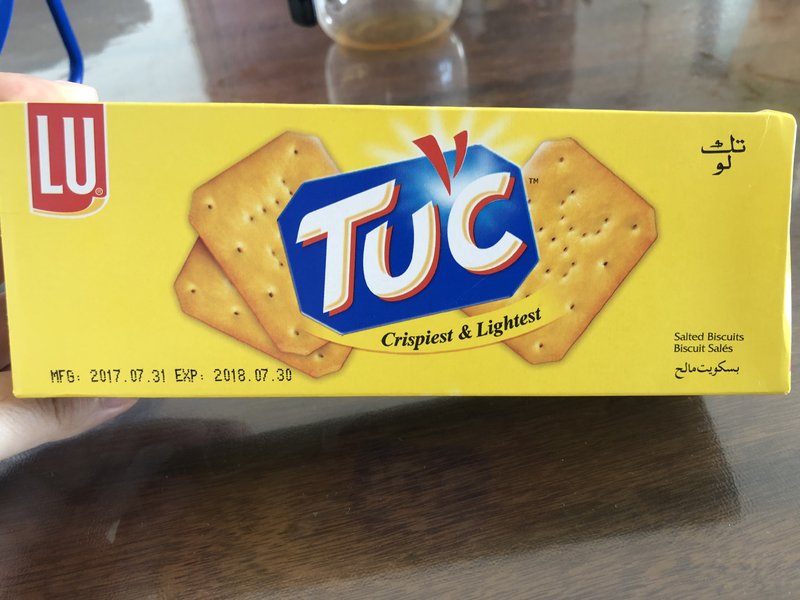 LU
TUC
TM
Crispiest & Lightest
تك
لو
Salted Biscuits
Biscuit Salés
بسكويت مالح
MFG: 2017.07.31 EXP: 2018.07.30